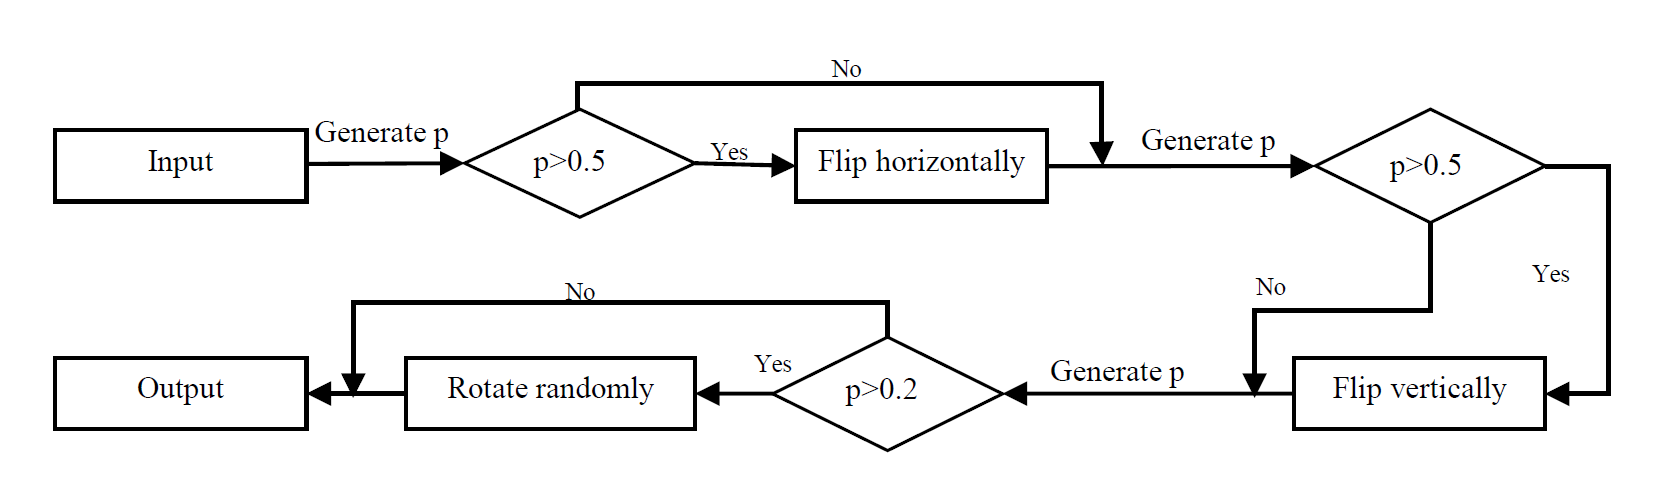 No
Input
Generate p
p>0.5
Yes
Flip horizontally
Generate p
p>0.5
Yes
No
No
Output
Rotate randomly
Yes
p>0.2
Generate p
Flip vertically